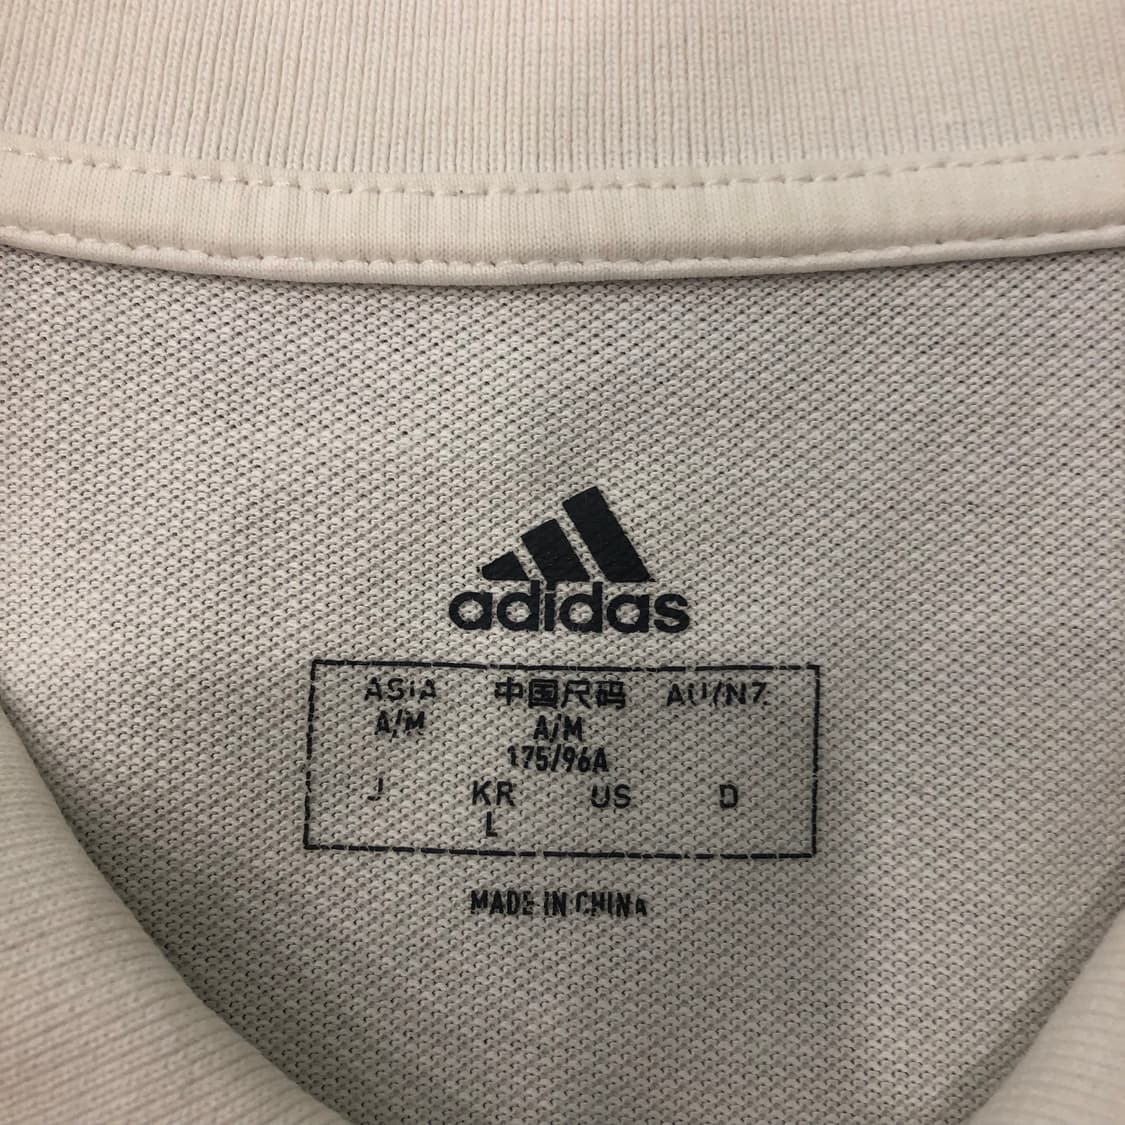 adidas
ASIA 中国尺码 AU/NZ
A/M A/M
175/96A
J KR US D
L
MADE IN CHINA